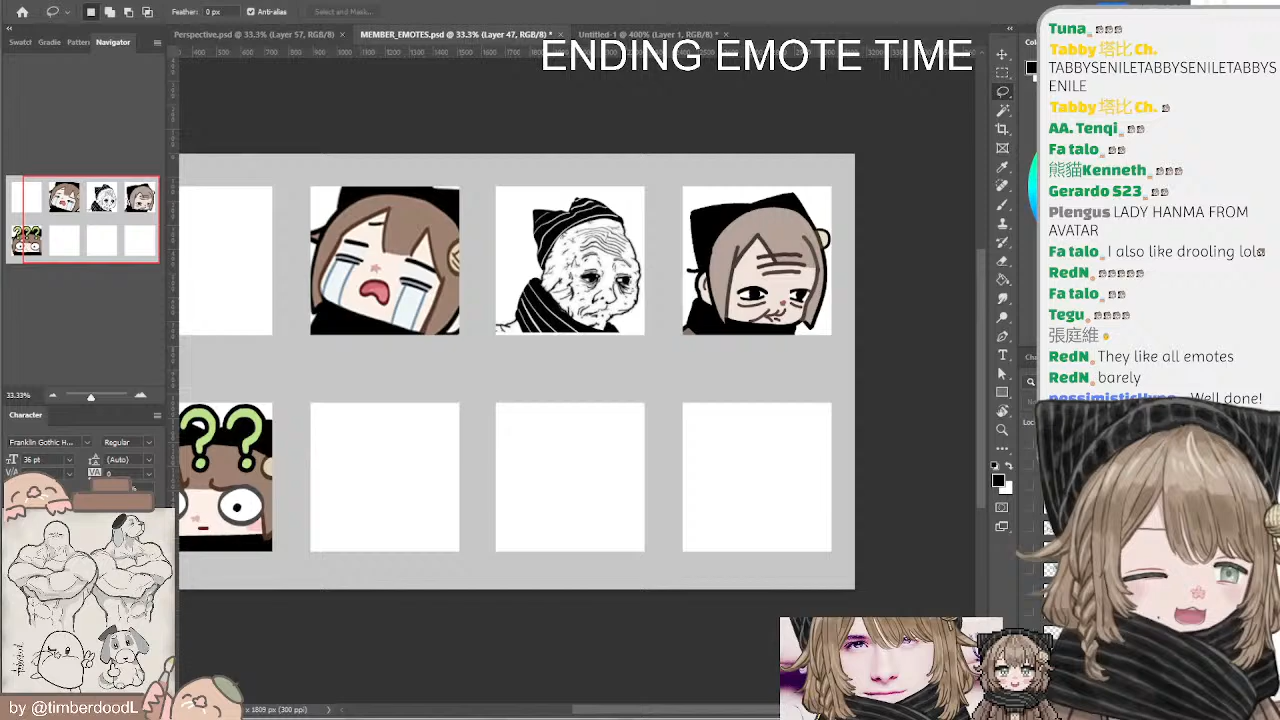 Feather: 0 px
Anti-alias
Select and Mask...
Perspective.psd @ 33.3% (Layer 57, RGB/8)
.psd @ 33.3% (Layer 47, RGB/8) *
Untitled-1 @ 400% (Layer 1, RGB/8) *
ENDING EMOTE TIME
Navigator
Character
Franklin Gothic H...
Regular
36 pt
(Auto)
0
by @timberdoodL
x 1809 px (300 ppi)
??
Tuna
Tabby 塔比 Ch.
TABBYSENILETABBYSENILETABBYS
ENILE
Tabby 塔比 Ch.
AA. Tenqi
Fa talo
熊貓Kenneth
Gerardo S23
Plengus LADY HANMA FROM
AVATAR
Fa talo I also like drooling lol
RedN
Fa talo
Tegu
張庭維
RedN They like all emotes
RedN barely
Well done!